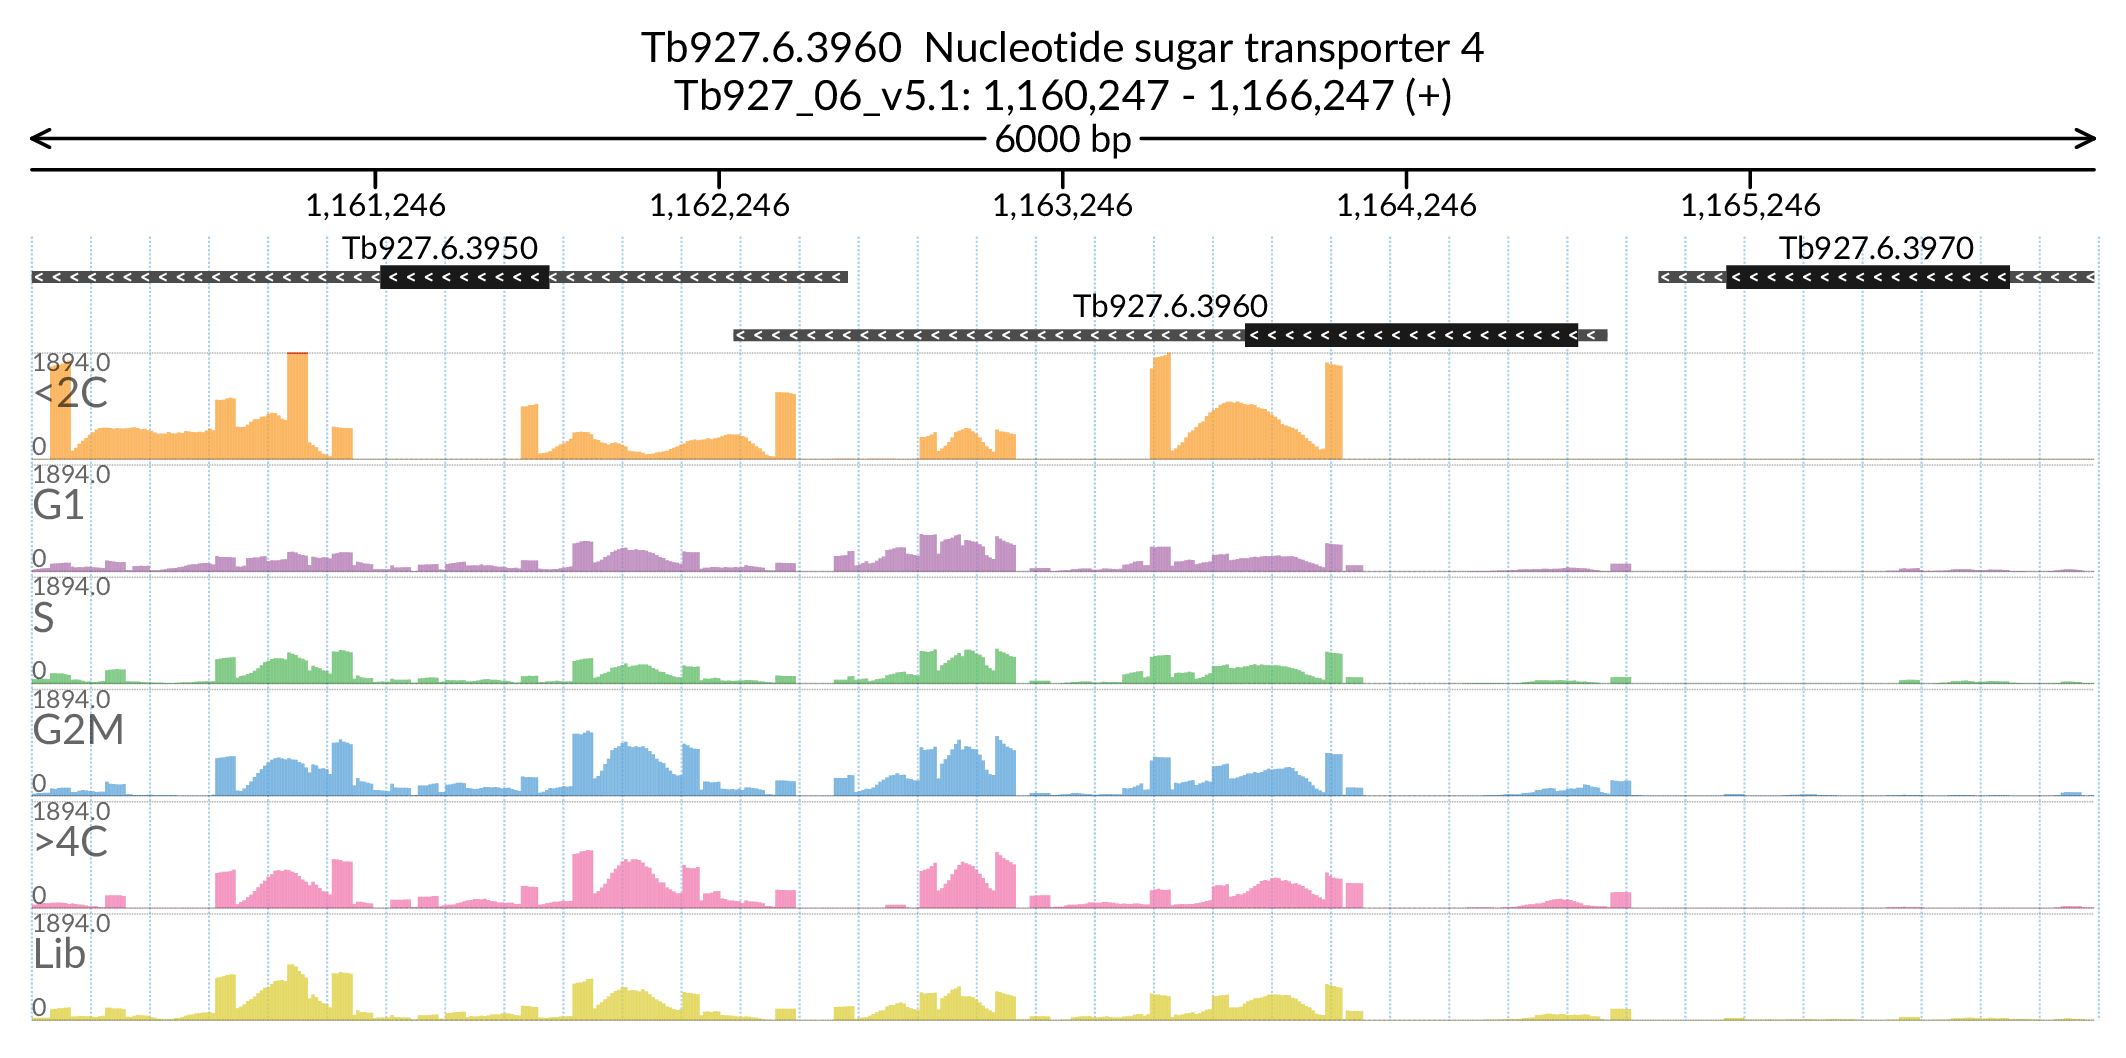 Tb927.6.3960 Nucleotide sugar transporter 4
Tb927_06_v5.1: 1,160,247 - 1,166,247 (+)
6000 bp
1,161,246 1,162,246 1,163,246 1,164,246 1,165,246
Tb927.6.3950 Tb927.6.3970
Tb927.6.3960
1894.0
<2C
0
1894.0
G1
0
1894.0
S
0
1894.0
G2M
0
1894.0
>4C
0
1894.0
Lib
0